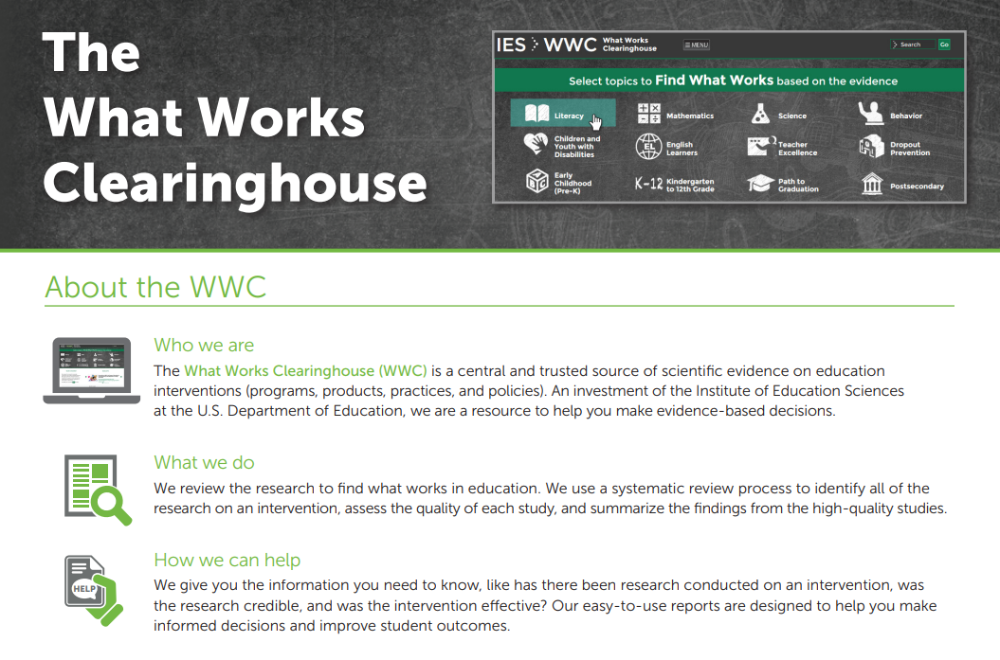 The
What Works
Clearinghouse
IES WWC What Works
Clearinghouse
MENU
Search
Go
Select topics to Find What Works based on the evidence
Literacy
Mathematics
Science
Behavior
Children and
Youth with
Disabilities
EL
English
Learners
Teacher
Excellence
Dropout
Prevention
Early
Childhood
(Pre-K)
K-12
Kindergarten
to 12th Grade
Path to
Graduation
Postsecondary
About the WWC
Who we are
The What Works Clearinghouse (WWC) is a central and trusted source of scientific evidence on education
interventions (programs, products, practices, and policies). An investment of the Institute of Education Sciences
at the U.S. Department of Education, we are a resource to help you make evidence-based decisions.
What we do
We review the research to find what works in education. We use a systematic review process to identify all of the
research on an intervention, assess the quality of each study, and summarize the findings from the high-quality studies.
How we can help
HELP
We give you the information you need to know, like has there been research conducted on an intervention, was
the research credible, and was the intervention effective? Our easy-to-use reports are designed to help you make
informed decisions and improve student outcomes.